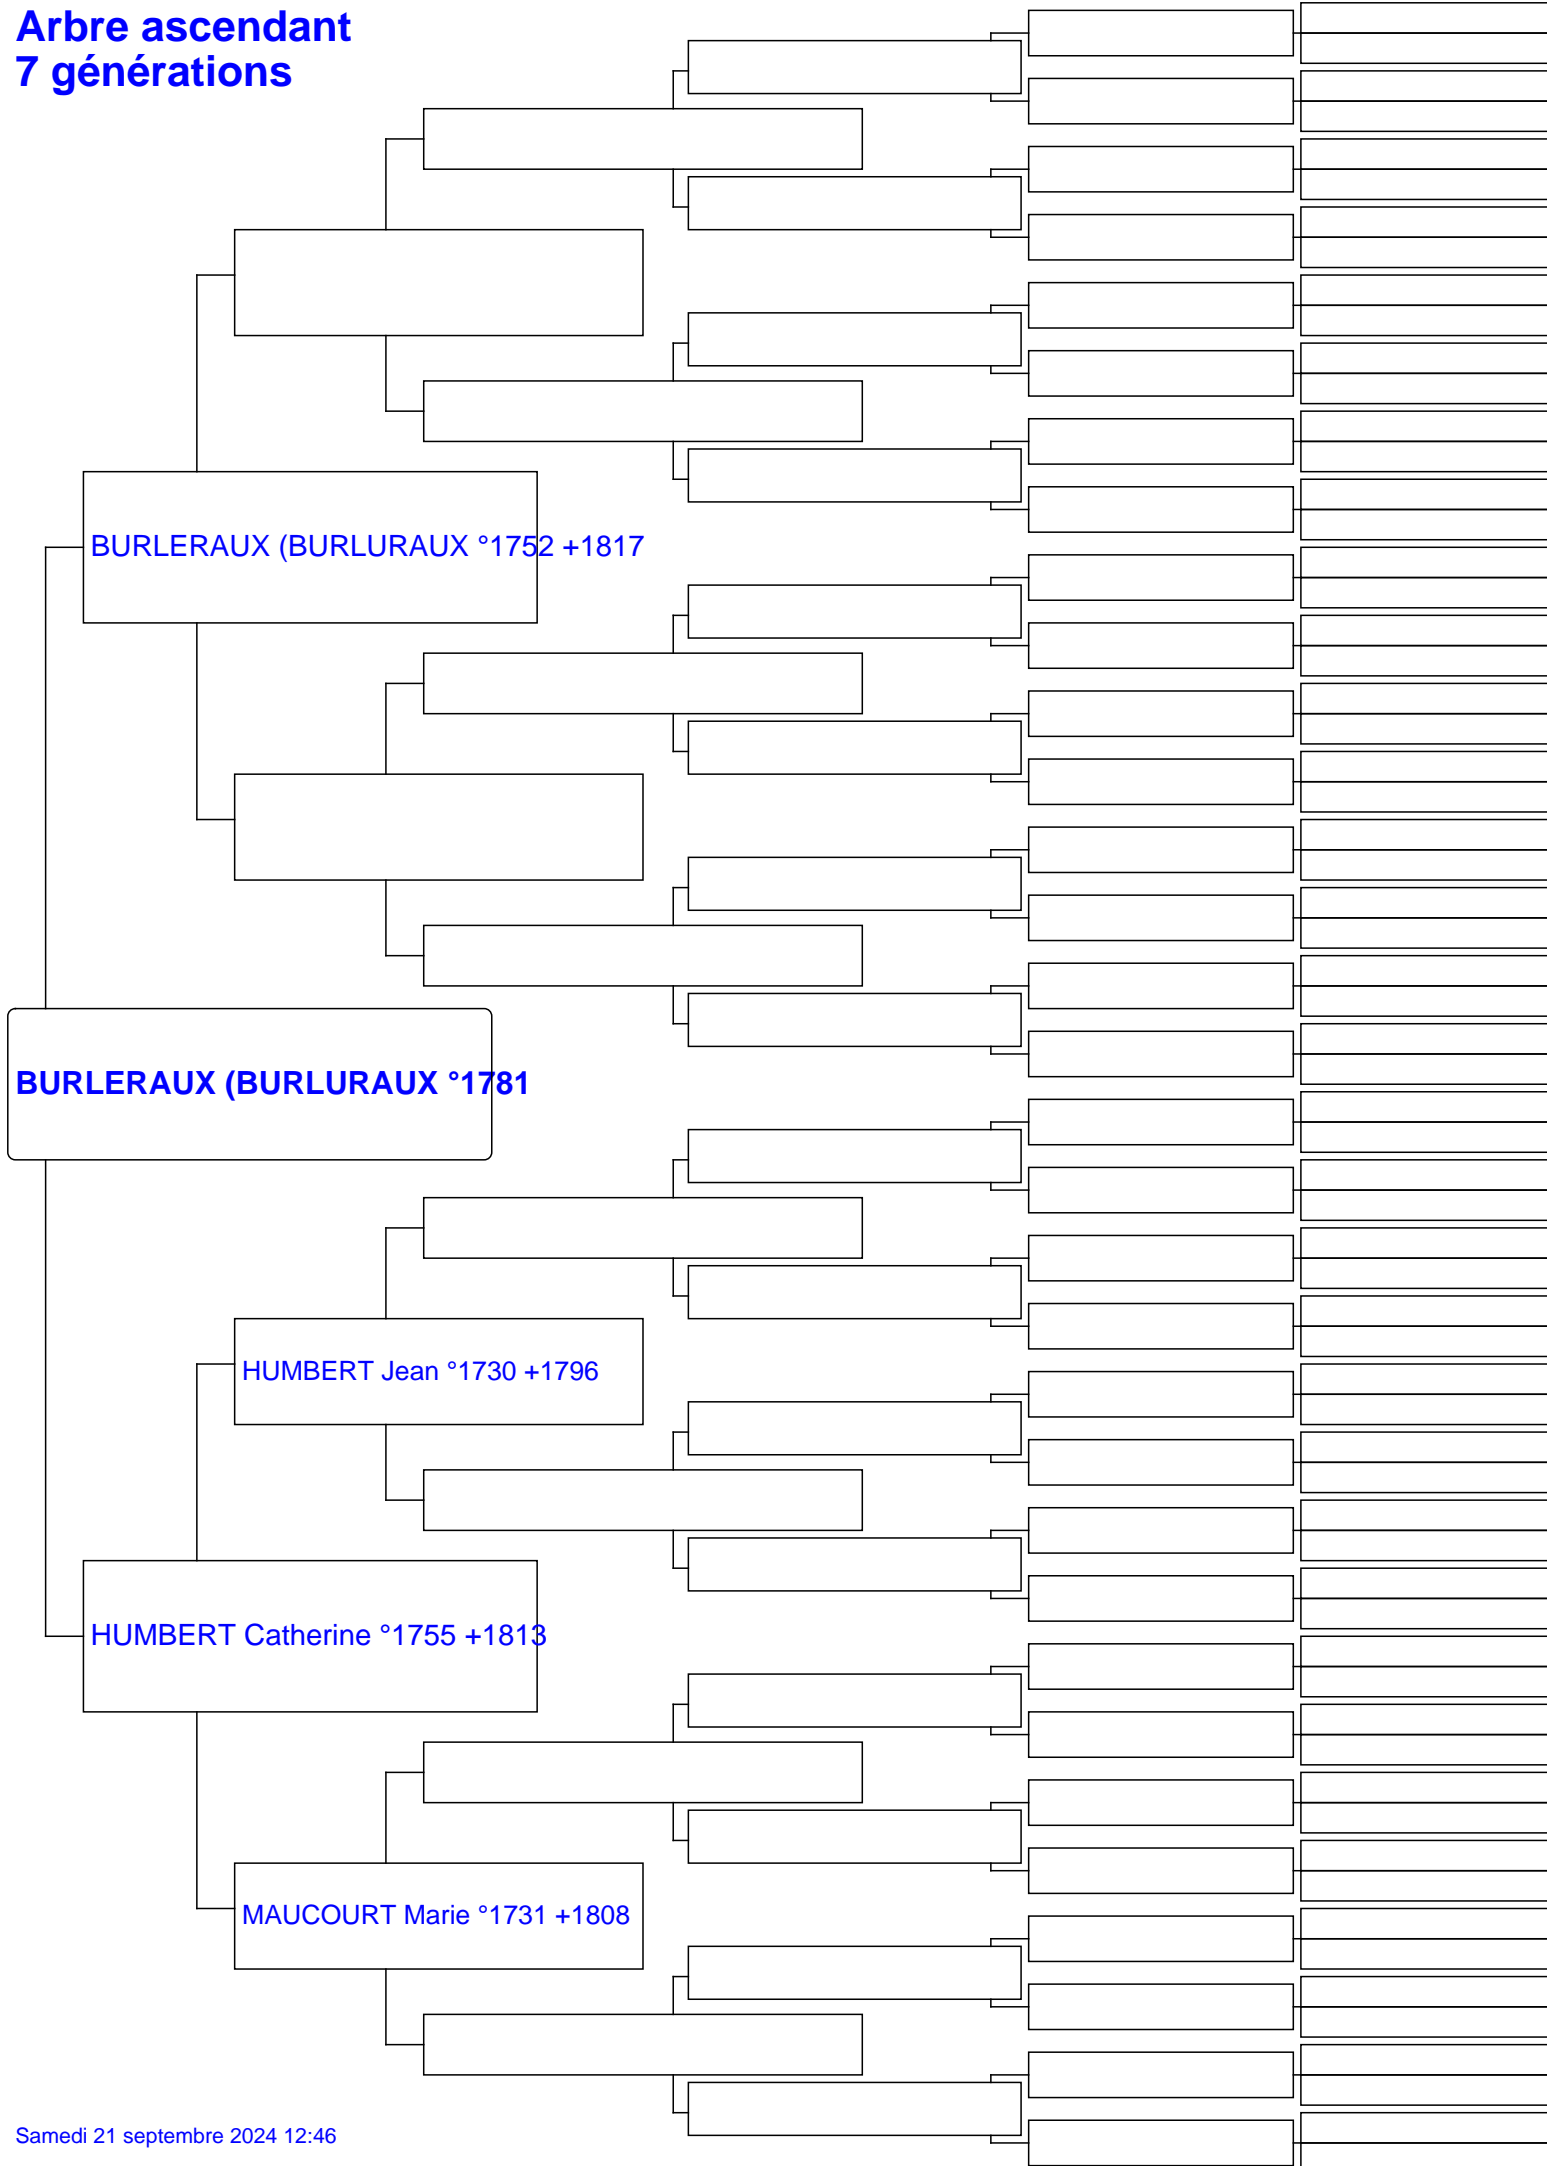 Arbre ascendant
7 générations
BURLERAUX (BURLURAUX °1752 +1817
BURLERAUX (BURLURAUX °1781
HUMBERT Jean °1730 +1796
HUMBERT Catherine °1755 +1813
MAUCOURT Marie °1731 +1808
Samedi 21 septembre 2024 12:46